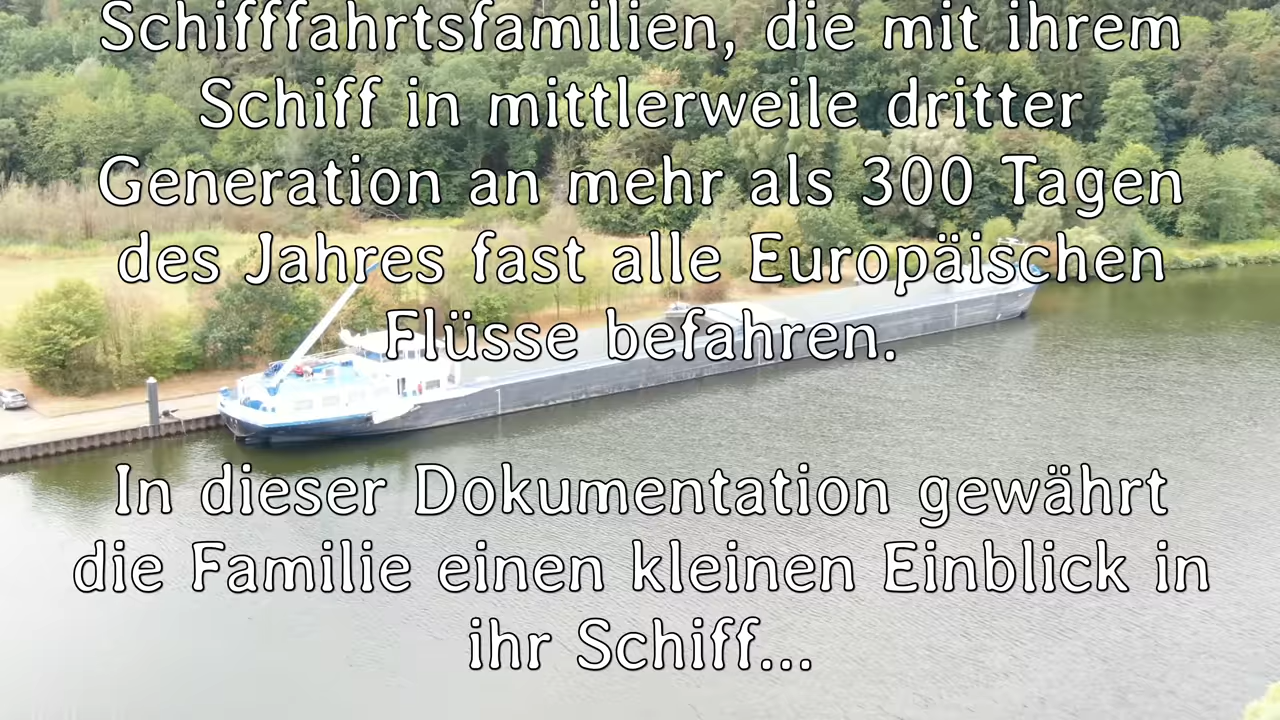 Schifffahrtsfamilien, die mit ihrem
Schiff in mittlerweile dritter
Generation an mehr als 300 Tagen
des Jahres fast alle Europäischen
Flüsse befahren.
In dieser Dokumentation gewährt
die Familie einen kleinen Einblick in
ihr Schiff...